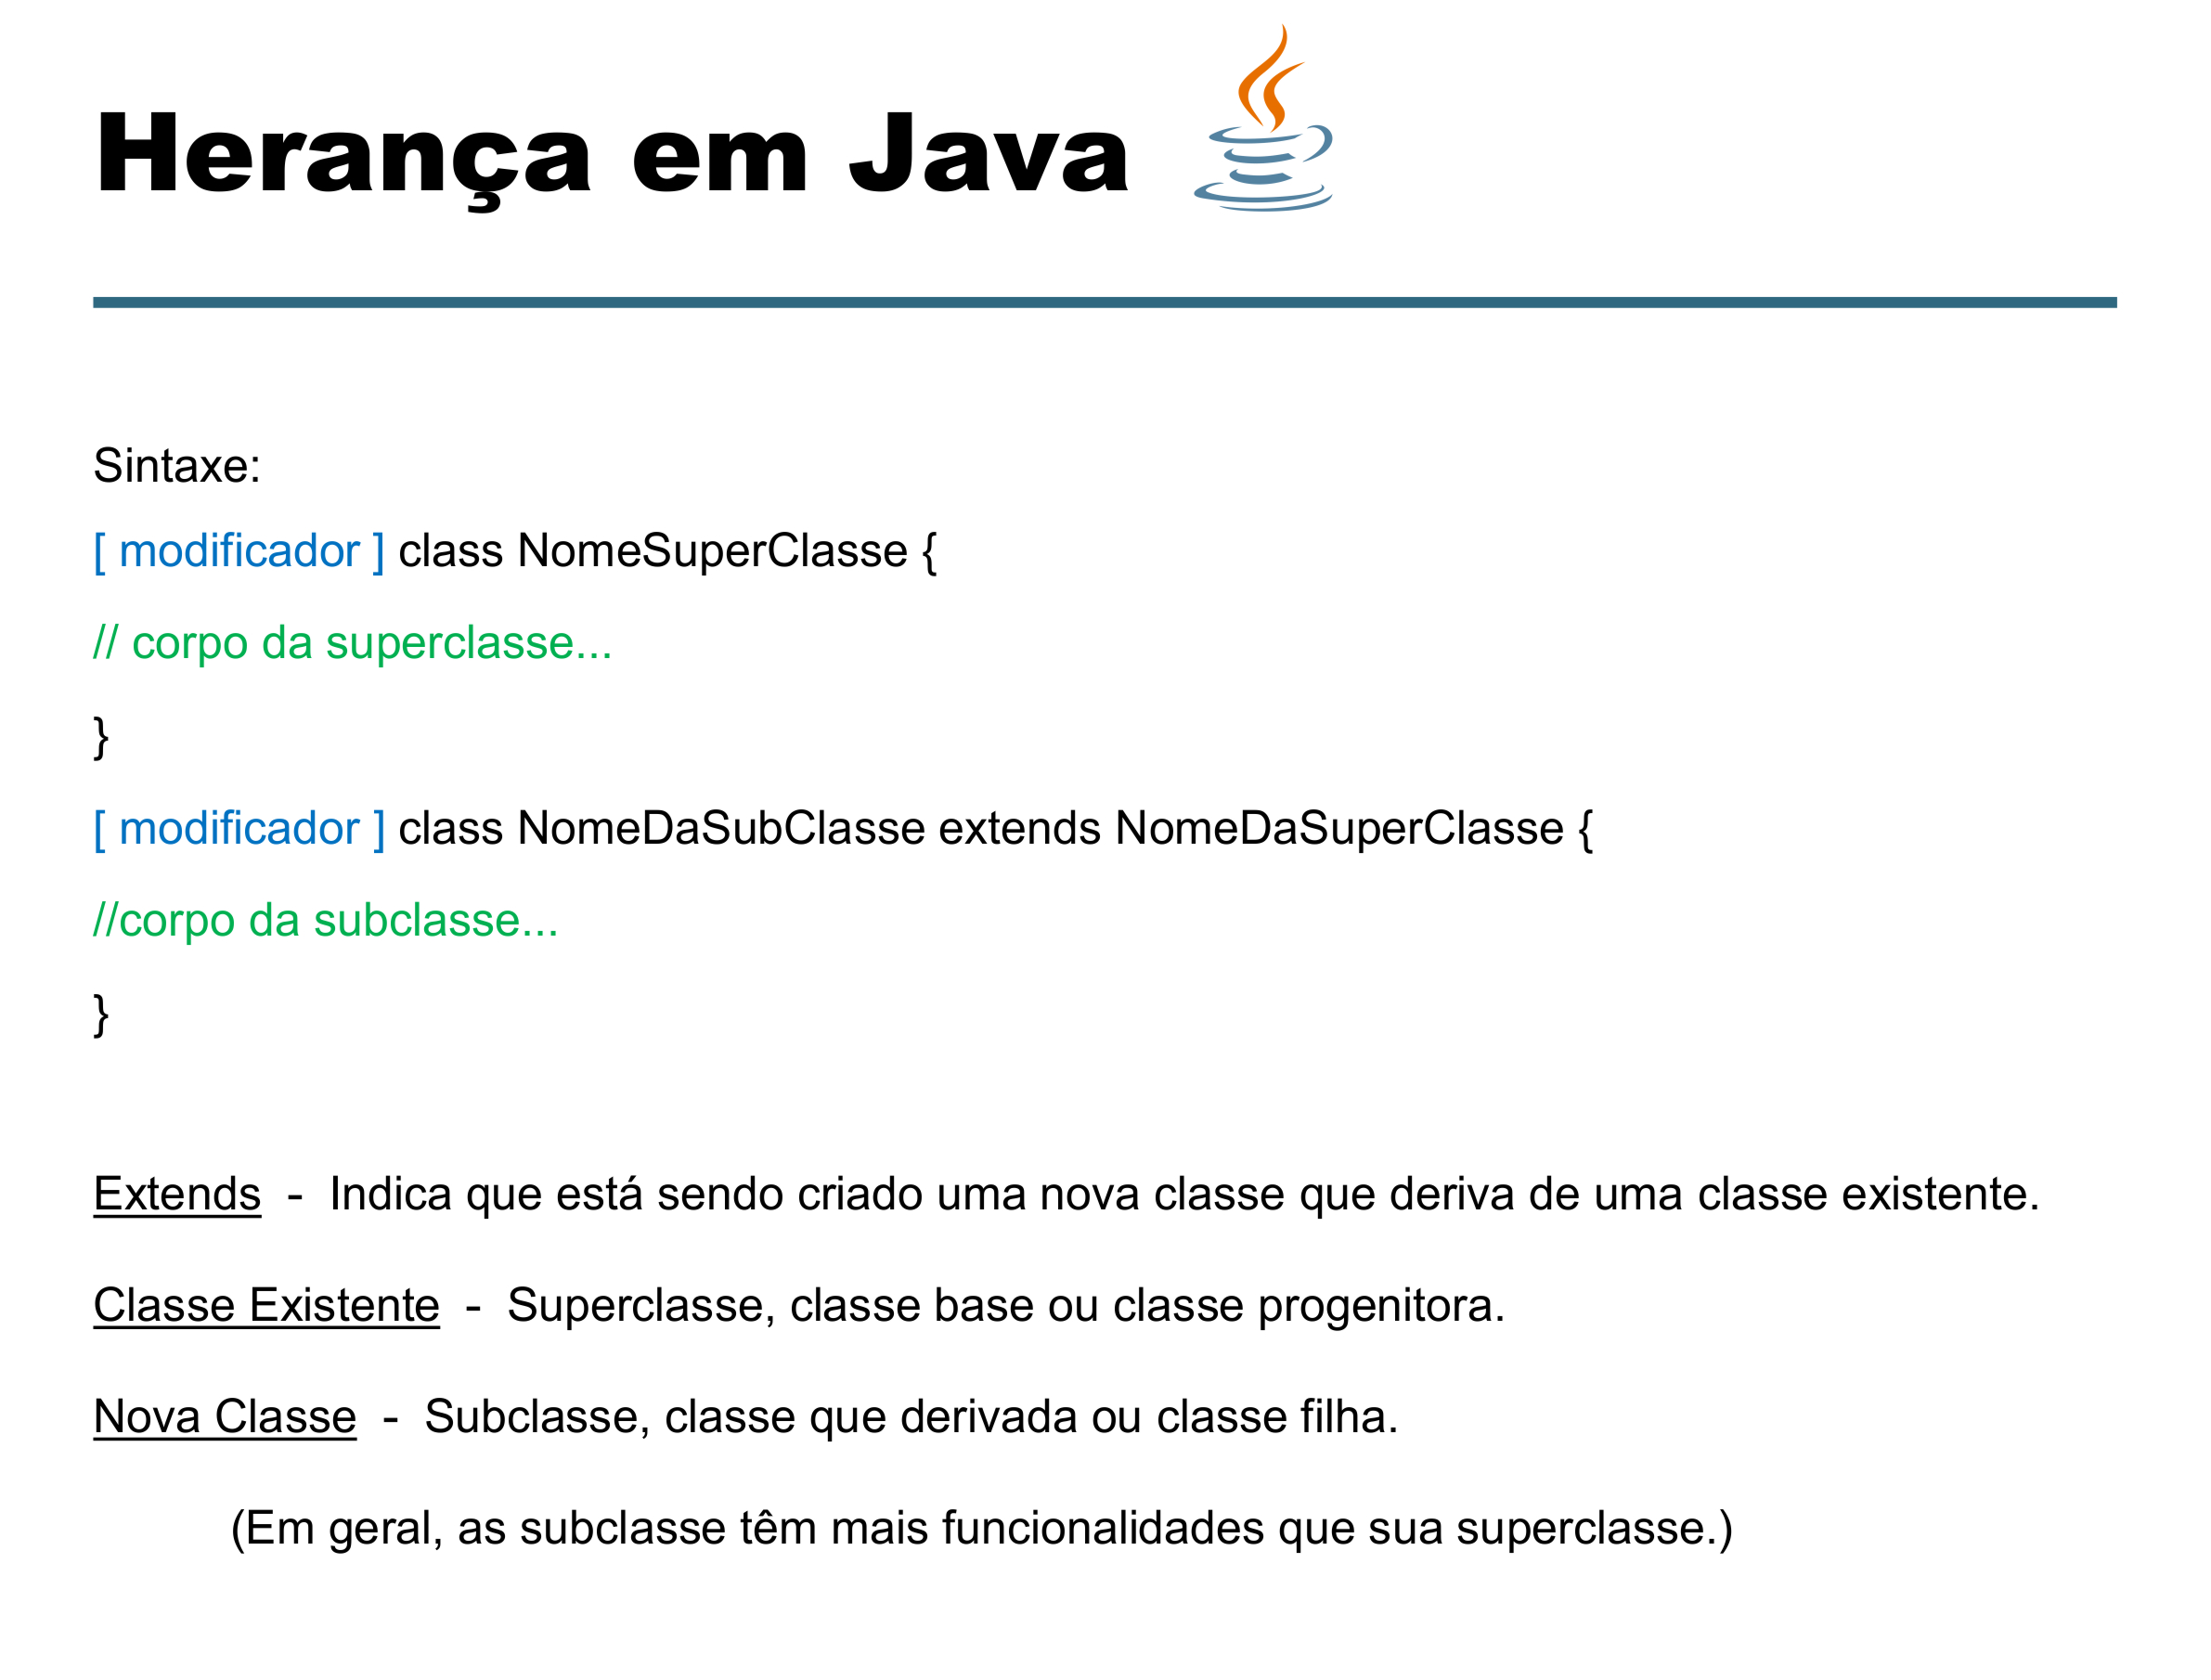 Herança em Java
Sintaxe:
[ modificador ] class NomeSuperClasse {
// corpo da superclasse...
}
[ modificador ] class NomeDaSubClasse extends NomeDaSuperClasse {
//corpo da subclasse...
}
Extends - Indica que está sendo criado uma nova classe que deriva de uma classe existente.
Classe Existente - Superclasse, classe base ou classe progenitora.
Nova Classe - Subclasse, classe que derivada ou classe filha.
(Em geral, as subclasse têm mais funcionalidades que sua superclasse.)